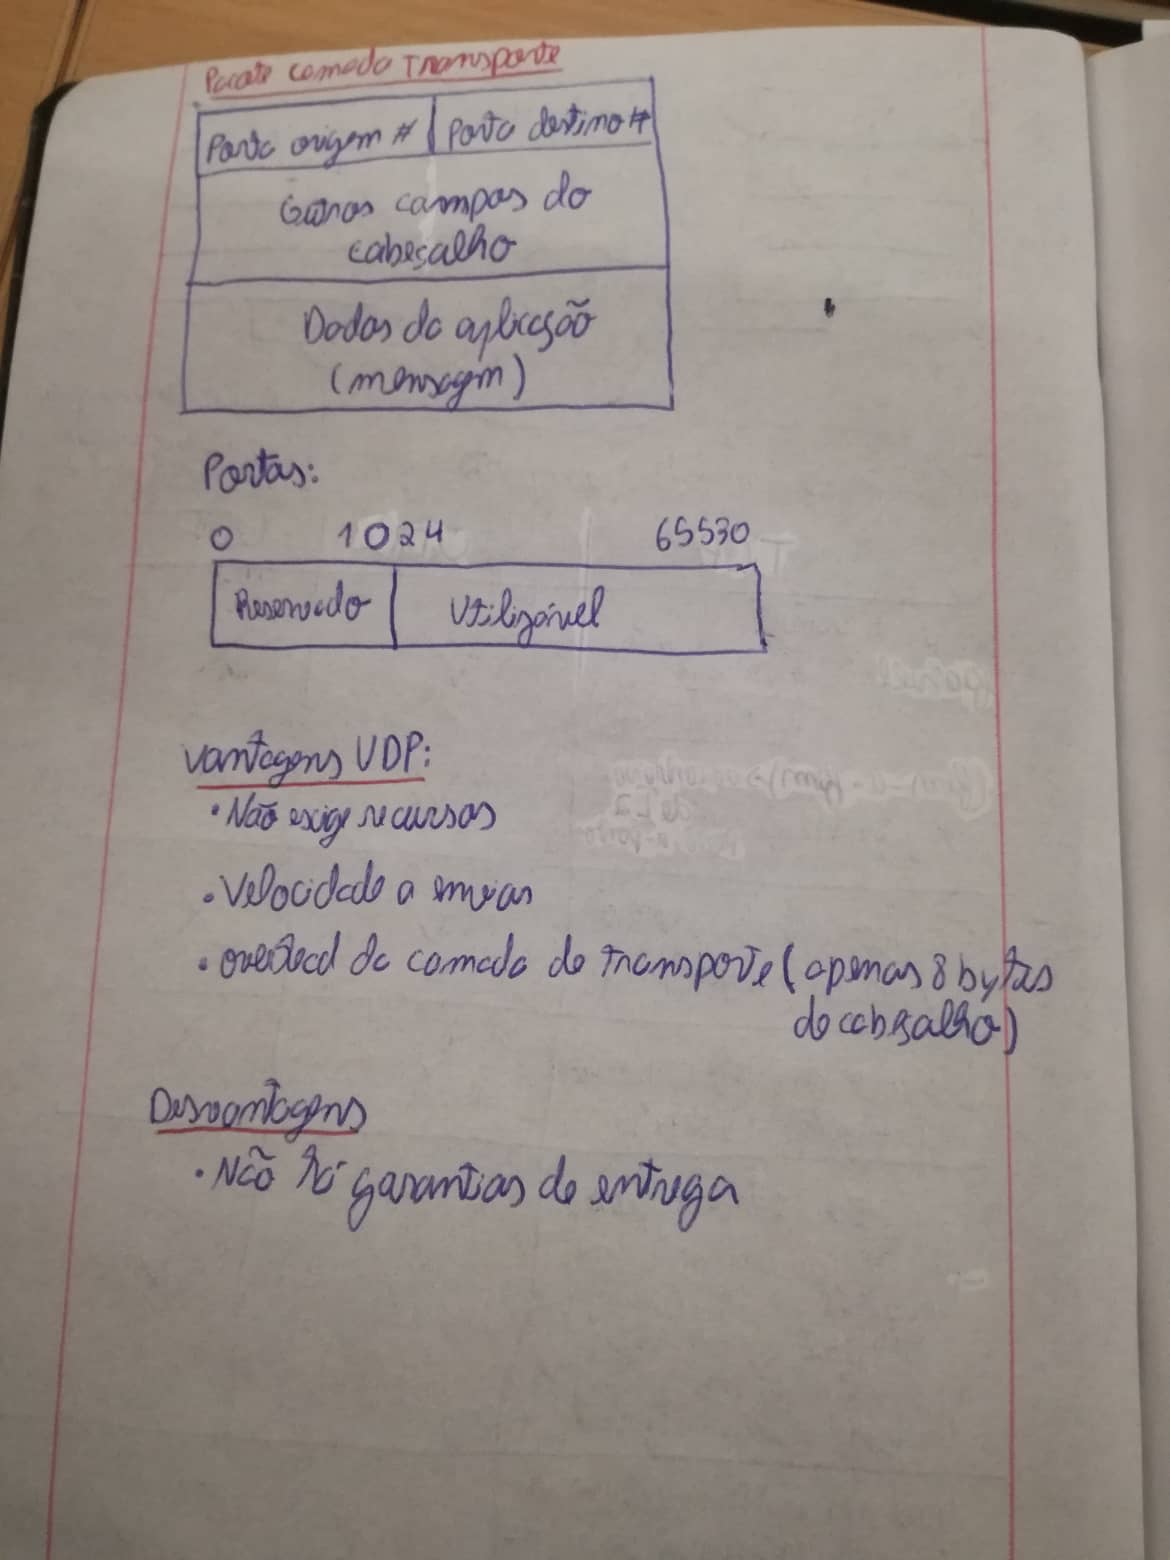 Pacote camada Transporte
Porta origem # Porta destino #
Outros campos do
cabeçalho
Dados da aplicação
(mensagem)
Portas:
0 1024 65530
Reservado Utilizável
Vantagens UDP:
• Não exige recursos
• Velocidade a enviar
• overhead da camada de transporte (apenas 8 bytes
de cabeçalho)
Desvantagens
• Não há garantias de entrega